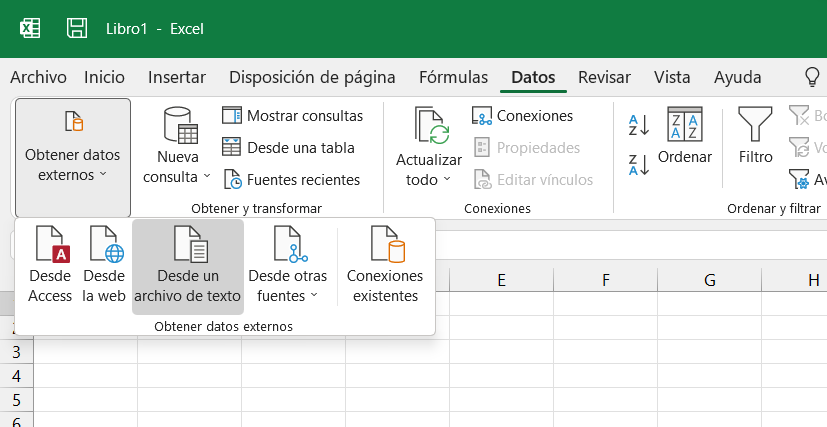 Libro1 - Excel
Archivo Inicio Insertar Disposición de página Fórmulas Datos Revisar Vista Ayuda
Obtener datos
externos
Nueva
consulta
Mostrar consultas
Desde una tabla
Fuentes recientes
Obtener y transformar
Actualizar
todo
Conexiones
Propiedades
Editar vínculos
Conexiones
Ordenar
Filtro
Ordenar y filtrar
Desde
Access
Desde
la web
Desde un
archivo de texto
Desde otras
fuentes
Conexiones
existentes
Obtener datos externos
E F G H
3
4
5
6